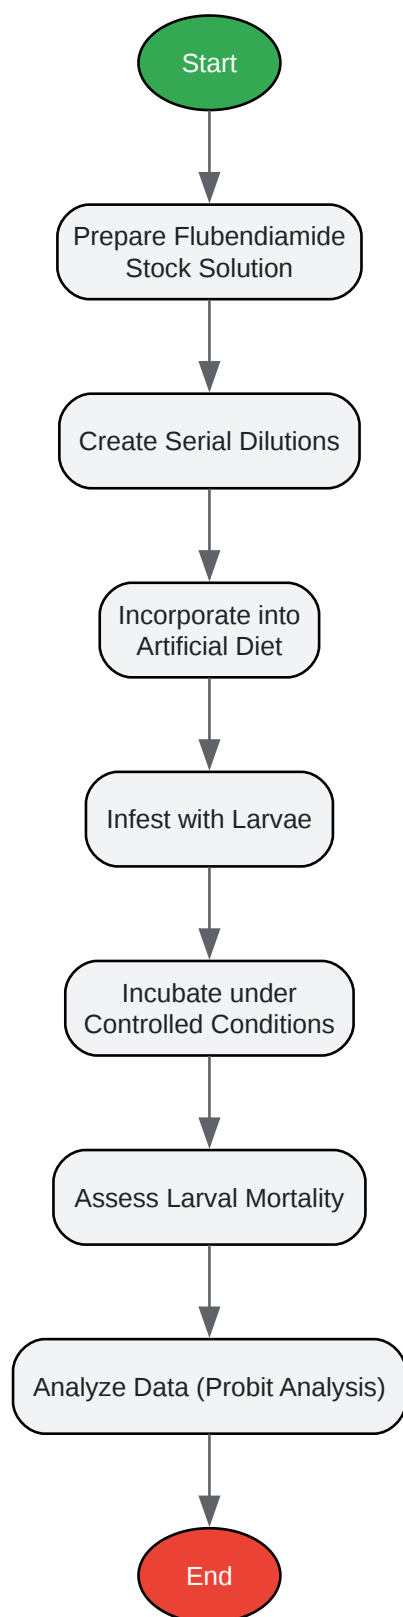 Start
Prepare Flubendiamide
Stock Solution
Create Serial Dilutions
Incorporate into
Artificial Diet
Infest with Larvae
Incubate under
Controlled Conditions
Assess Larval Mortality
Analyze Data (Probit Analysis)
End